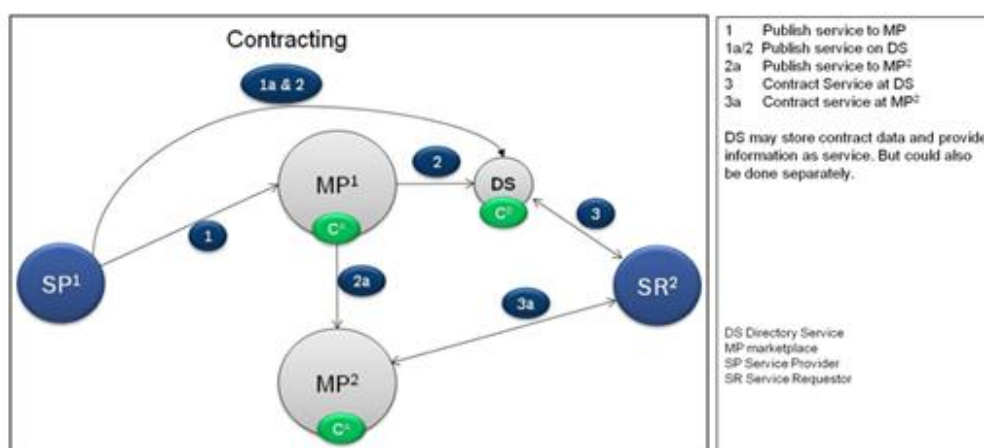 Contracting
1a & 2
MP¹
2
DS
C²
3
C²
1
SP¹
2a
SR²
3a
MP²
C²
1 Publish service to MP
1a/2 Publish service on DS
2a Publish service to MP²
3 Contract Service at DS
3a Contract service at MP²
DS may store contract data and provide
information as service. But could also
be done separately.
DS Directory Service
MP marketplace
SP Service Provider
SR Service Requestor